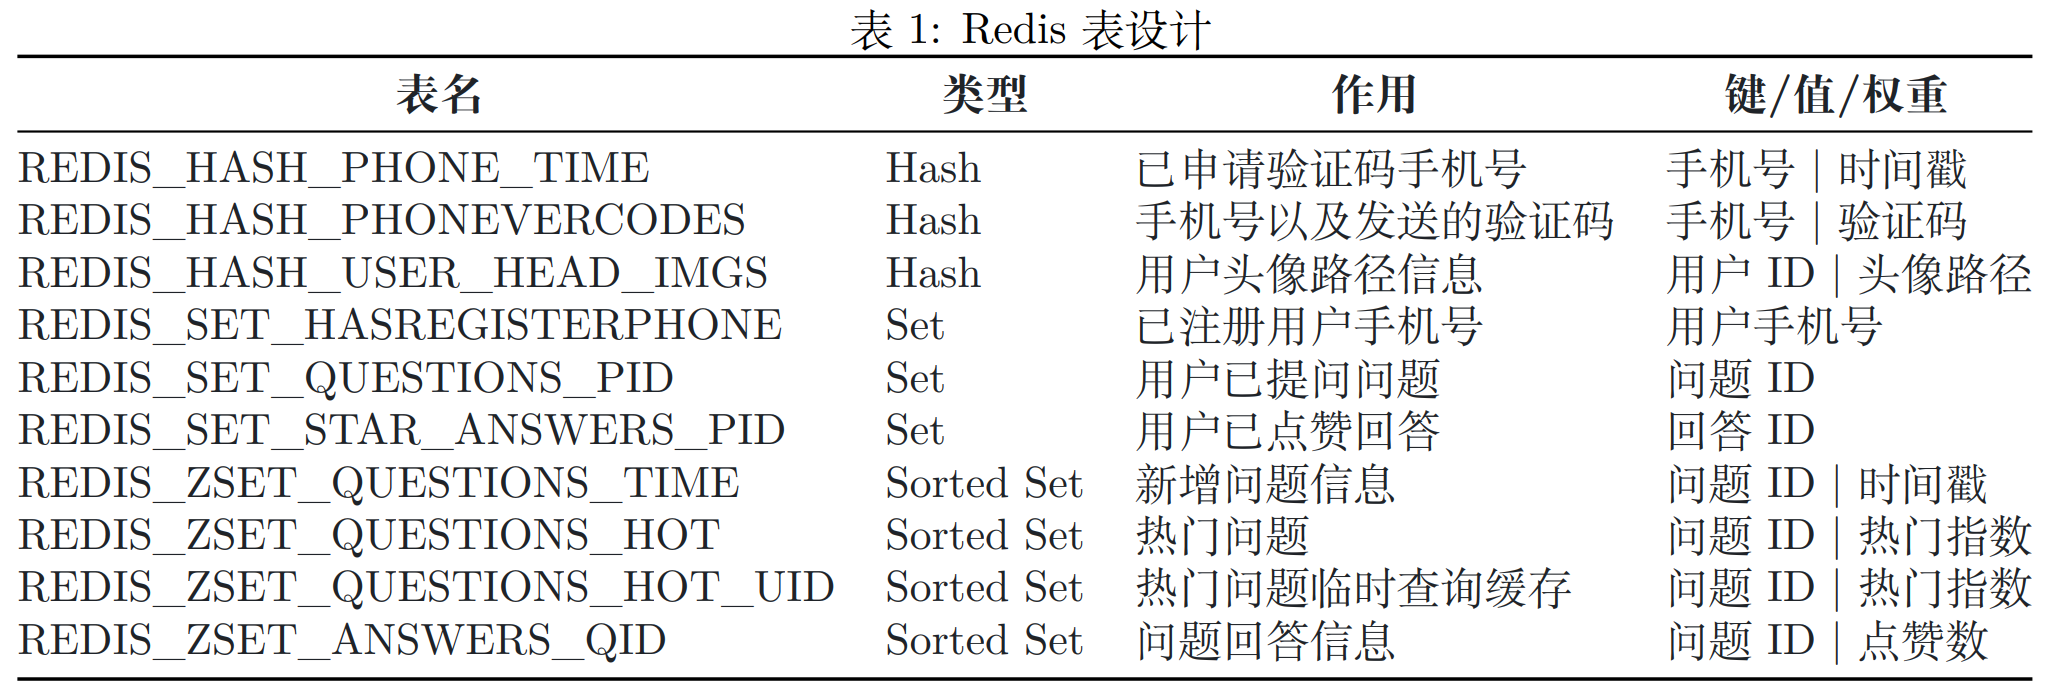 表 1: Redis 表设计
表名 类型 作用 键/值/权重
REDIS_HASH_PHONE_TIME Hash 已申请验证码手机号 手机号 | 时间戳
REDIS_HASH_PHONEVERCODES Hash 手机号以及发送的验证码 手机号 | 验证码
REDIS_HASH_USER_HEAD_IMGS Hash 用户头像路径信息 用户 ID | 头像路径
REDIS_SET_HASREGISTERPHONE Set 已注册用户手机号 用户手机号
REDIS_SET_QUESTIONS_PID Set 用户已提问问题 问题 ID
REDIS_SET_STAR_ANSWERS_PID Set 用户已点赞回答 回答 ID
REDIS_ZSET_QUESTIONS_TIME Sorted Set 新增问题信息 问题 ID | 时间戳
REDIS_ZSET_QUESTIONS_HOT Sorted Set 热门问题 问题 ID | 热门指数
REDIS_ZSET_QUESTIONS_HOT_UID Sorted Set 热门问题临时查询缓存 问题 ID | 热门指数
REDIS_ZSET_ANSWERS_QID Sorted Set 问题回答信息 问题 ID | 点赞数